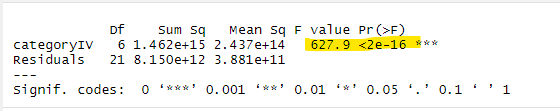 Df Sum Sq Mean Sq F value Pr(>F)
categoryIV 6 1.462e+15 2.437e+14 627.9 <2e-16 ***
Residuals 21 8.150e+12 3.881e+11
---
Signif. codes: 0 ‘***’ 0.001 ‘**’ 0.01 ‘*’ 0.05 ‘.’ 0.1 ‘ ’ 1